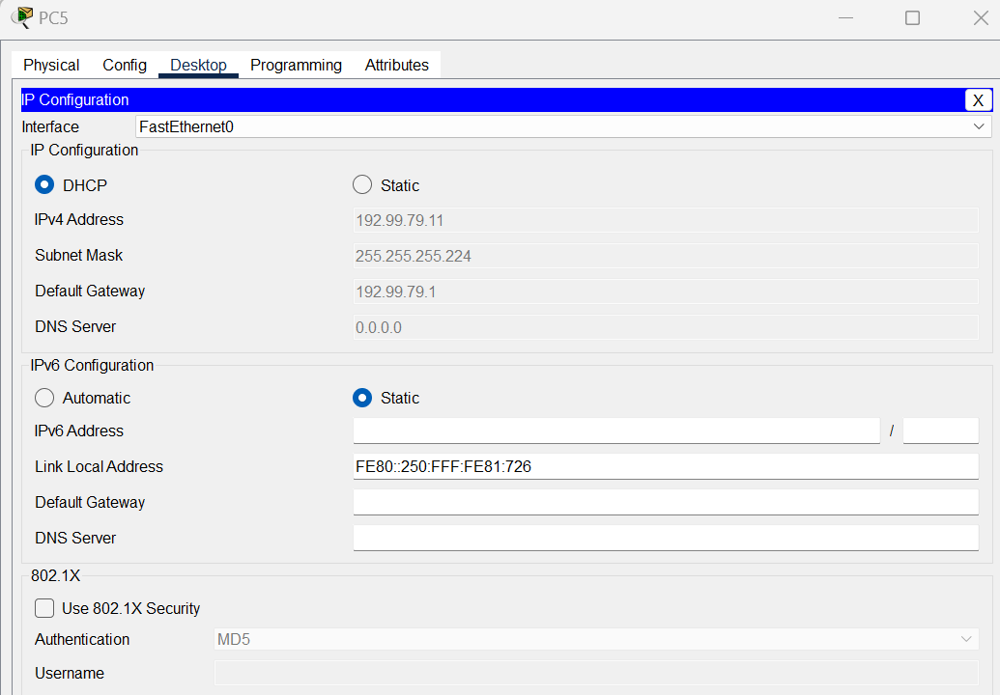 PC5
Physical Config Desktop Programming Attributes
IP Configuration X
Interface FastEthernet0
IP Configuration
DHCP Static
IPv4 Address 192.99.79.11
Subnet Mask 255.255.255.224
Default Gateway 192.99.79.1
DNS Server 0.0.0.0
IPv6 Configuration
Automatic Static
IPv6 Address /
Link Local Address FE80::250:FFF:FE81:726
Default Gateway
DNS Server
802.1X
Use 802.1X Security
Authentication MD5
Username